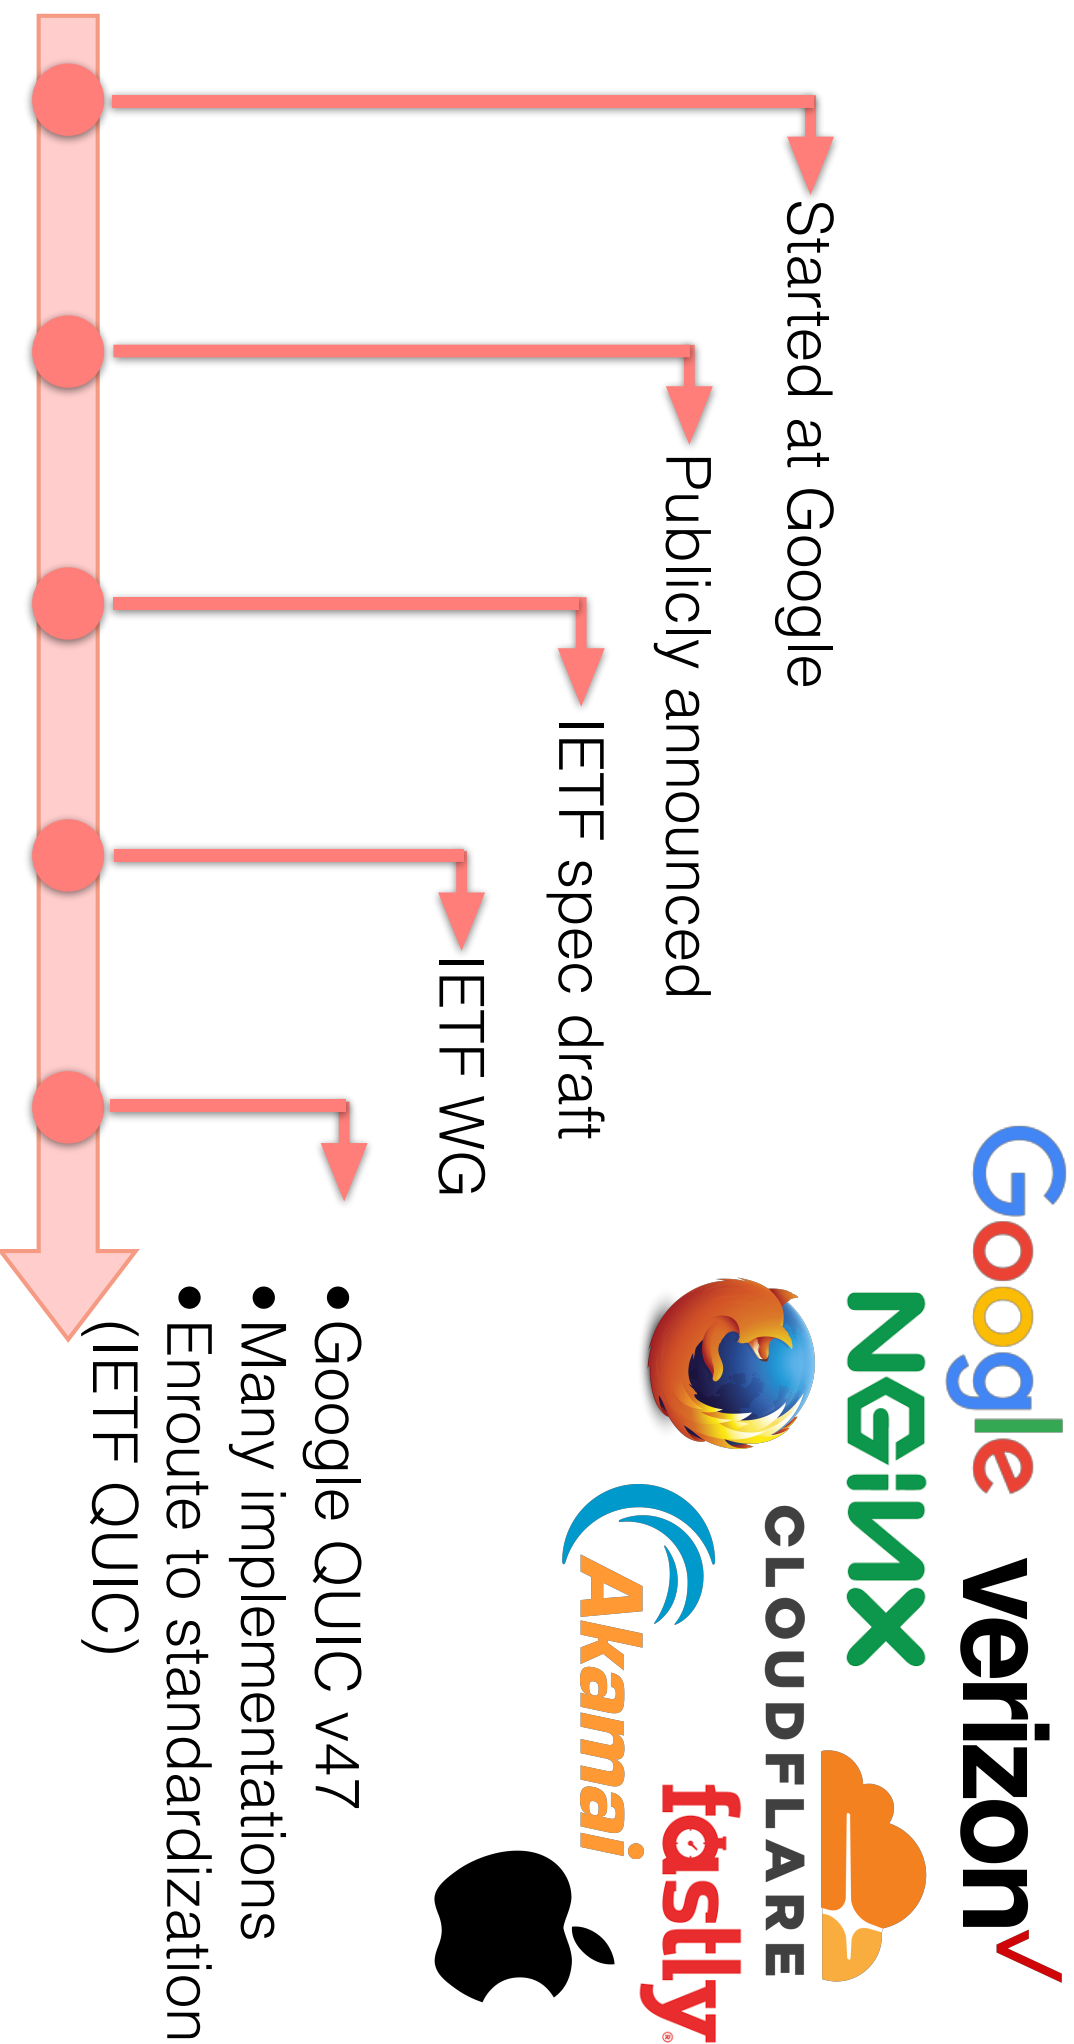 Started at Google
Publicly announced
IETF spec draft
IETF WG
Google
verizon✓
NGiNX
CLOUDFLARE
Akamai
fastly®
• Google QUIC v47
• Many implementations
• Enroute to standardization
(IETF QUIC)